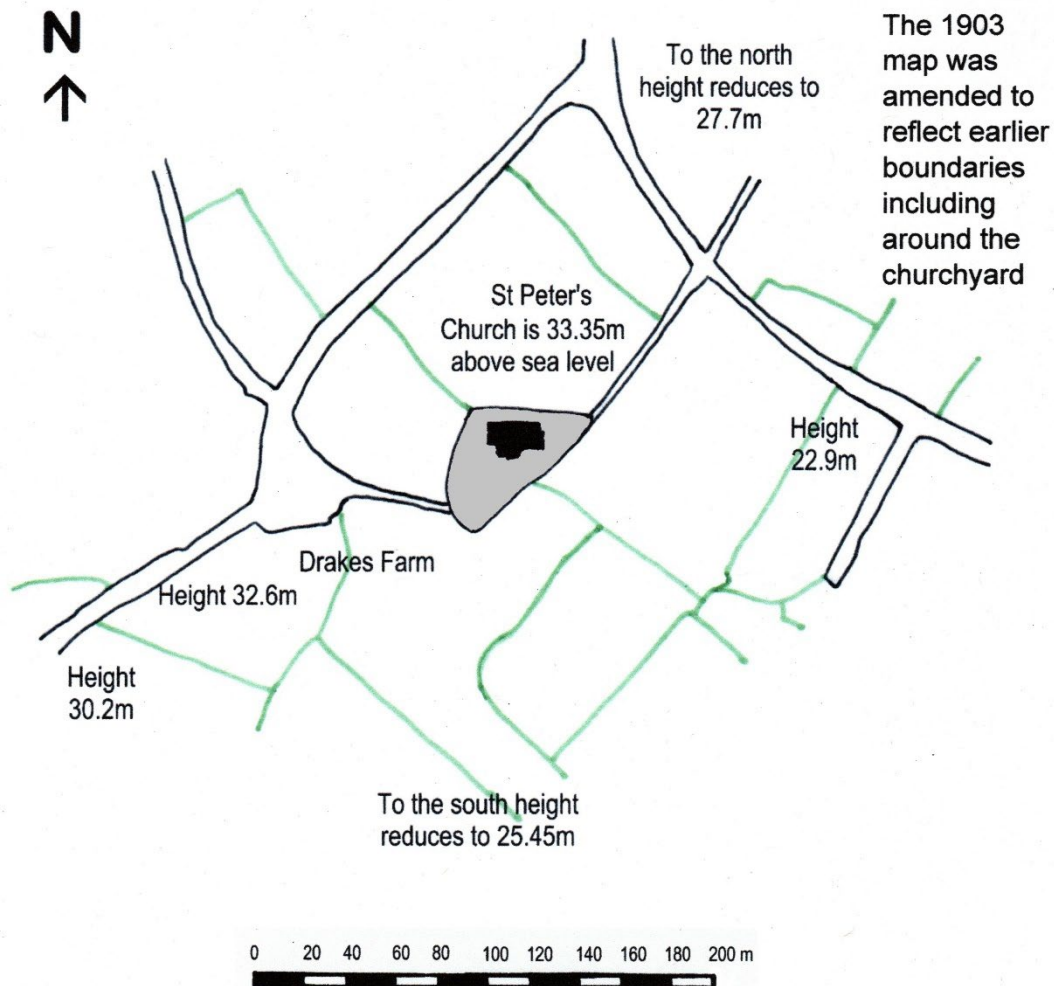 N
To the north
height reduces to
27.7m
The 1903
map was
amended to
reflect earlier
boundaries
including
around the
churchyard
St Peter's
Church is 33.35m
above sea level
Height
22.9m
Drakes Farm
Height 32.6m
Height
30.2m
To the south height
reduces to 25.45m
0 20 40 60 80 100 120 140 160 180 200 m